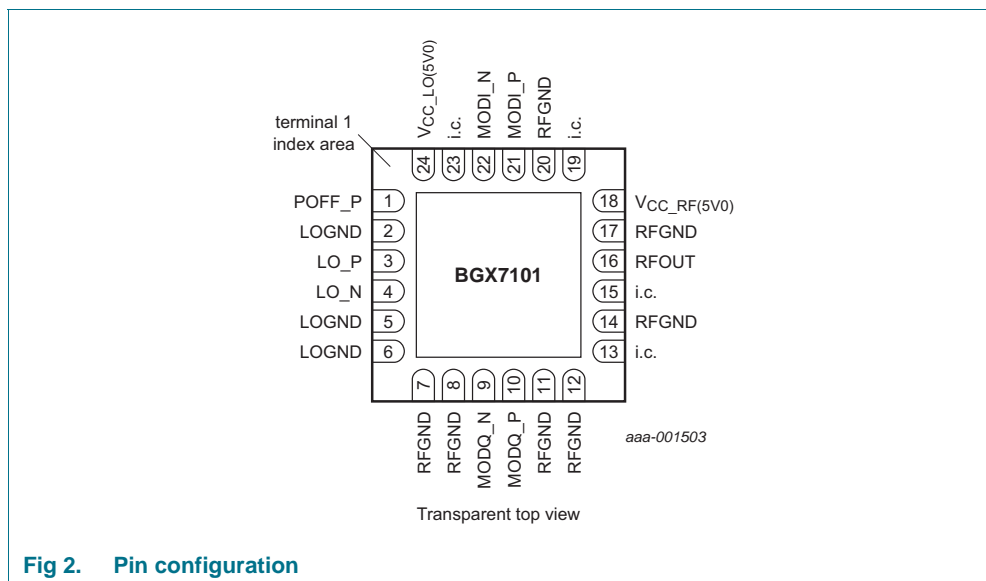 VCC_LO(5V0)
i.c.
MODI_N
MODI_P
RFGND
i.c.
terminal 1
index area
24
23
22
21
20
19
POFF_P 1
LOGND 2
LO_P 3
LO_N 4
LOGND 5
LOGND 6
BGX7101
18 VCC_RF(5V0)
17 RFGND
16 RFOUT
15 i.c.
14 RFGND
13 i.c.
7
8
9
10
11
12
RFGND
RFGND
MODQ_N
MODQ_P
RFGND
RFGND
aaa-001503
Transparent top view
Fig 2. Pin configuration